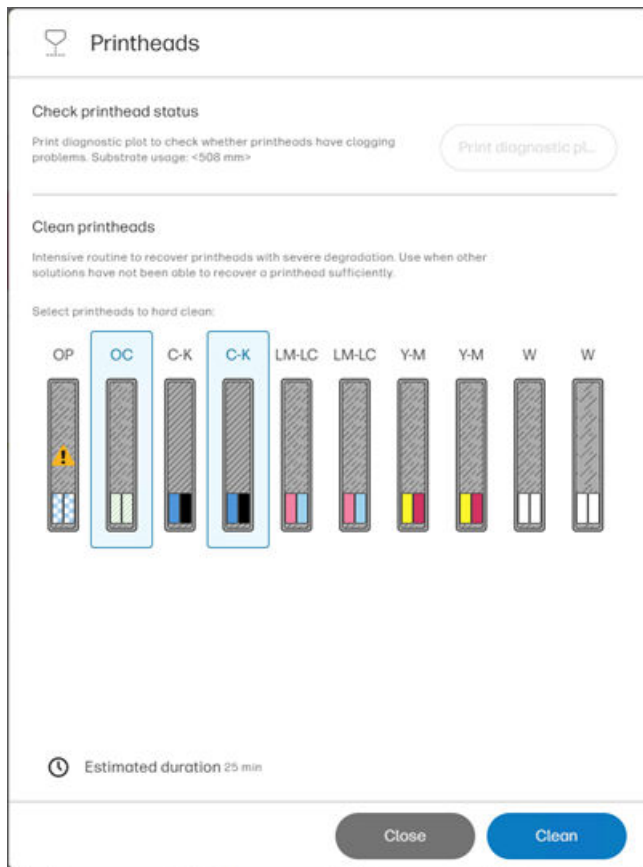 Printheads
Check printhead status
Print diagnostic plot to check whether printheads have clogging
problems. Substrate usage: <508 mm>
Print diagnostic pl...
Clean printheads
Intensive routine to recover printheads with severe degradation. Use when other
solutions have not been able to recover a printhead sufficiently.
Select printheads to hard clean:
OP OC C-K C-K LM-LC LM-LC Y-M Y-M W W
Estimated duration 25 min
Close Clean